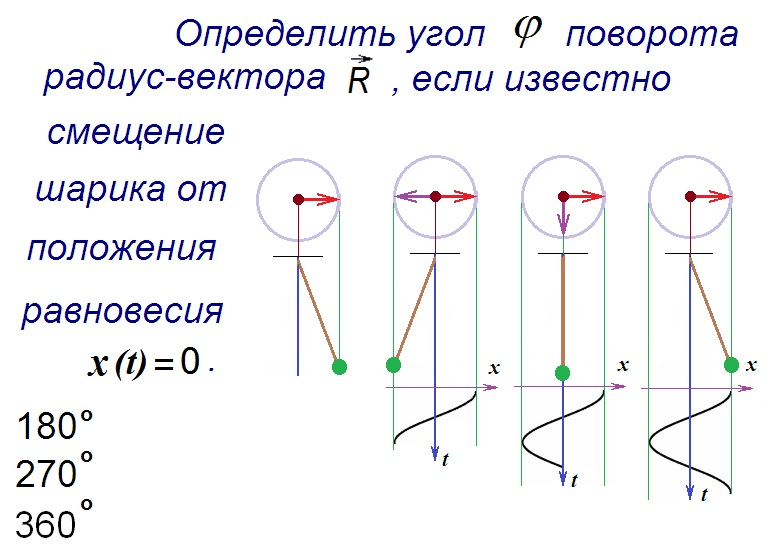 Определить угол φ поворота
радиус-вектора R⃗ , если известно
смещение
шарика от
положения
равновесия
x (t) = 0 .
180°
270°
360°
x
x
x
t
t
t